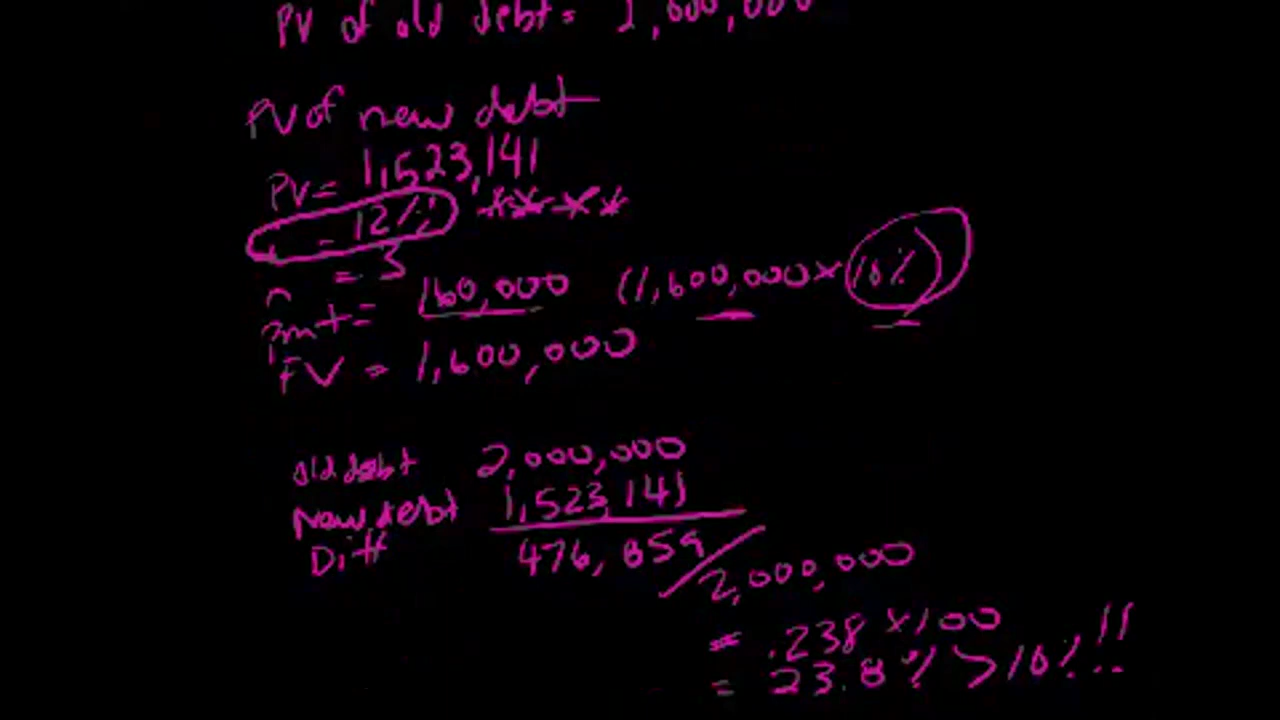 PV of old debt = 2,000,000
PV of new debt
PV = 1,523,141
i = 12% ****
n = 3
pmt = 160,000 (1,600,000 x 10%)
FV = 1,600,000
Old debt 2,000,000
New debt 1,523,141
Diff 476,859 / 2,000,000
= .238 x 100
= 23.8% > 10% !!